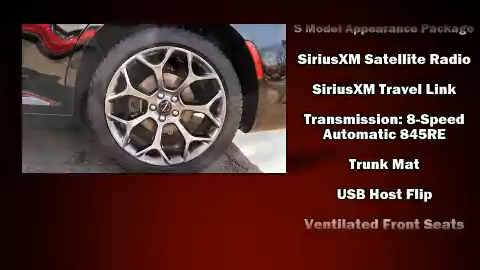 S Model Appearance Package
SiriusXM Satellite Radio
SiriusXM Travel Link
Transmission: 8-Speed
Automatic 845RE
Trunk Mat
USB Host Flip
Ventilated Front Seats